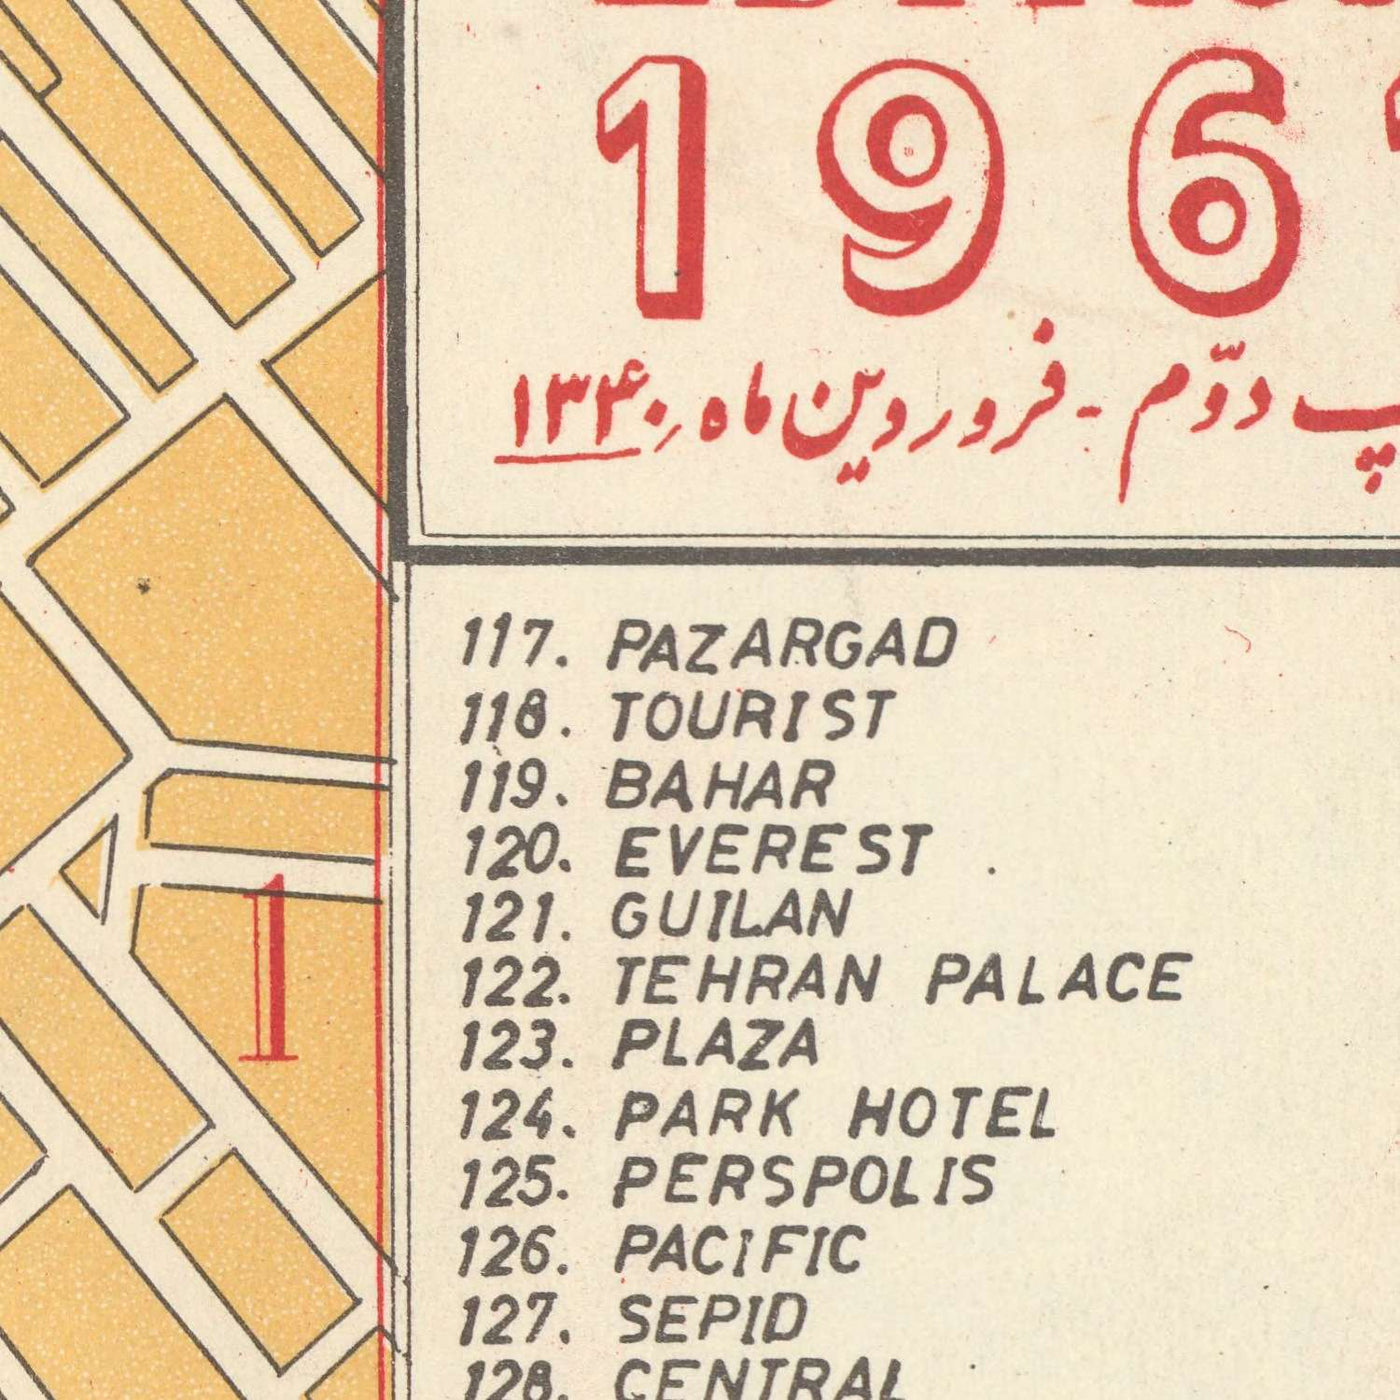 196
چاپ دوّم - فروردین ماه ۱۳۴۰
117. PAZARGAD
118. TOURIST
119. BAHAR
120. EVEREST .
121. GUILAN
122. TEHRAN PALACE
1
123. PLAZA
124. PARK HOTEL
125. PERSPOLIS
126. PACIFIC
127. SEPID
128. CENTRAL